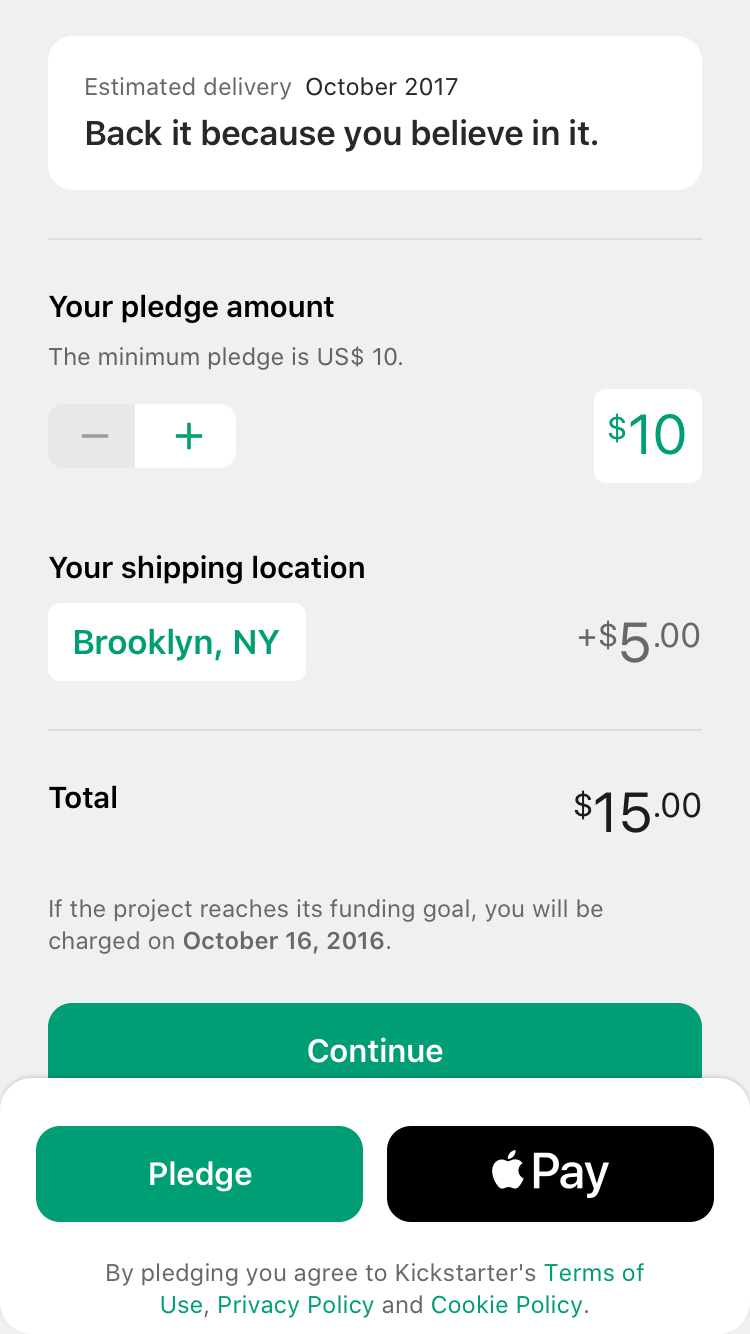 Estimated delivery October 2017
Back it because you believe in it.
Your pledge amount
The minimum pledge is US$ 10.
− +
$10
Your shipping location
Brooklyn, NY
+$5.00
Total
$15.00
If the project reaches its funding goal, you will be
charged on October 16, 2016.
Continue
Pledge
Pay
By pledging you agree to Kickstarter's Terms of
Use, Privacy Policy and Cookie Policy.